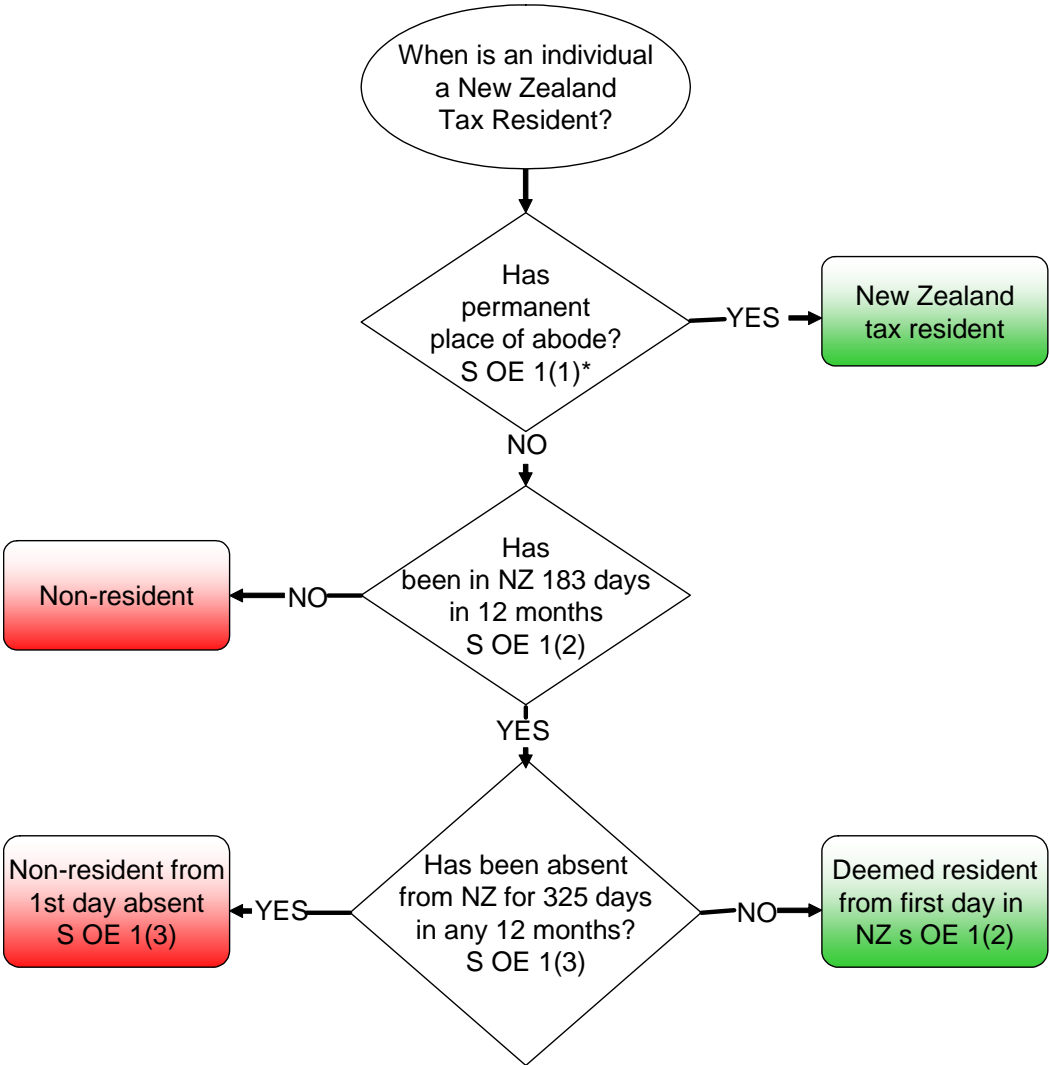 When is an individual
a New Zealand
Tax Resident?
Has
permanent
place of abode?
S OE 1(1)*
YES
New Zealand
tax resident
NO
Has
been in NZ 183 days
in 12 months
S OE 1(2)
NO
Non-resident
YES
Has been absent
from NZ for 325 days
in any 12 months?
S OE 1(3)
YES
Non-resident from
1st day absent
S OE 1(3)
NO
Deemed resident
from first day in
NZ s OE 1(2)